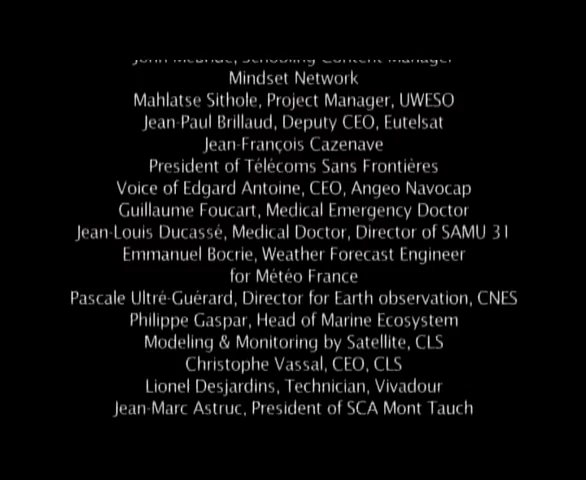 Mindset Network
Mahlatse Sithole, Project Manager, UWESO
Jean-Paul Brillaud, Deputy CEO, Eutelsat
Jean-François Cazenave
President of Télécoms Sans Frontières
Voice of Edgard Antoine, CEO, Angeo Navocap
Guillaume Foucart, Medical Emergency Doctor
Jean-Louis Ducassé, Medical Doctor, Director of SAMU 31
Emmanuel Bocrie, Weather Forecast Engineer
for Météo France
Pascale Ultré-Guérard, Director for Earth observation, CNES
Philippe Gaspar, Head of Marine Ecosystem
Modeling & Monitoring by Satellite, CLS
Christophe Vassal, CEO, CLS
Lionel Desjardins, Technician, Vivadour
Jean-Marc Astruc, President of SCA Mont Tauch